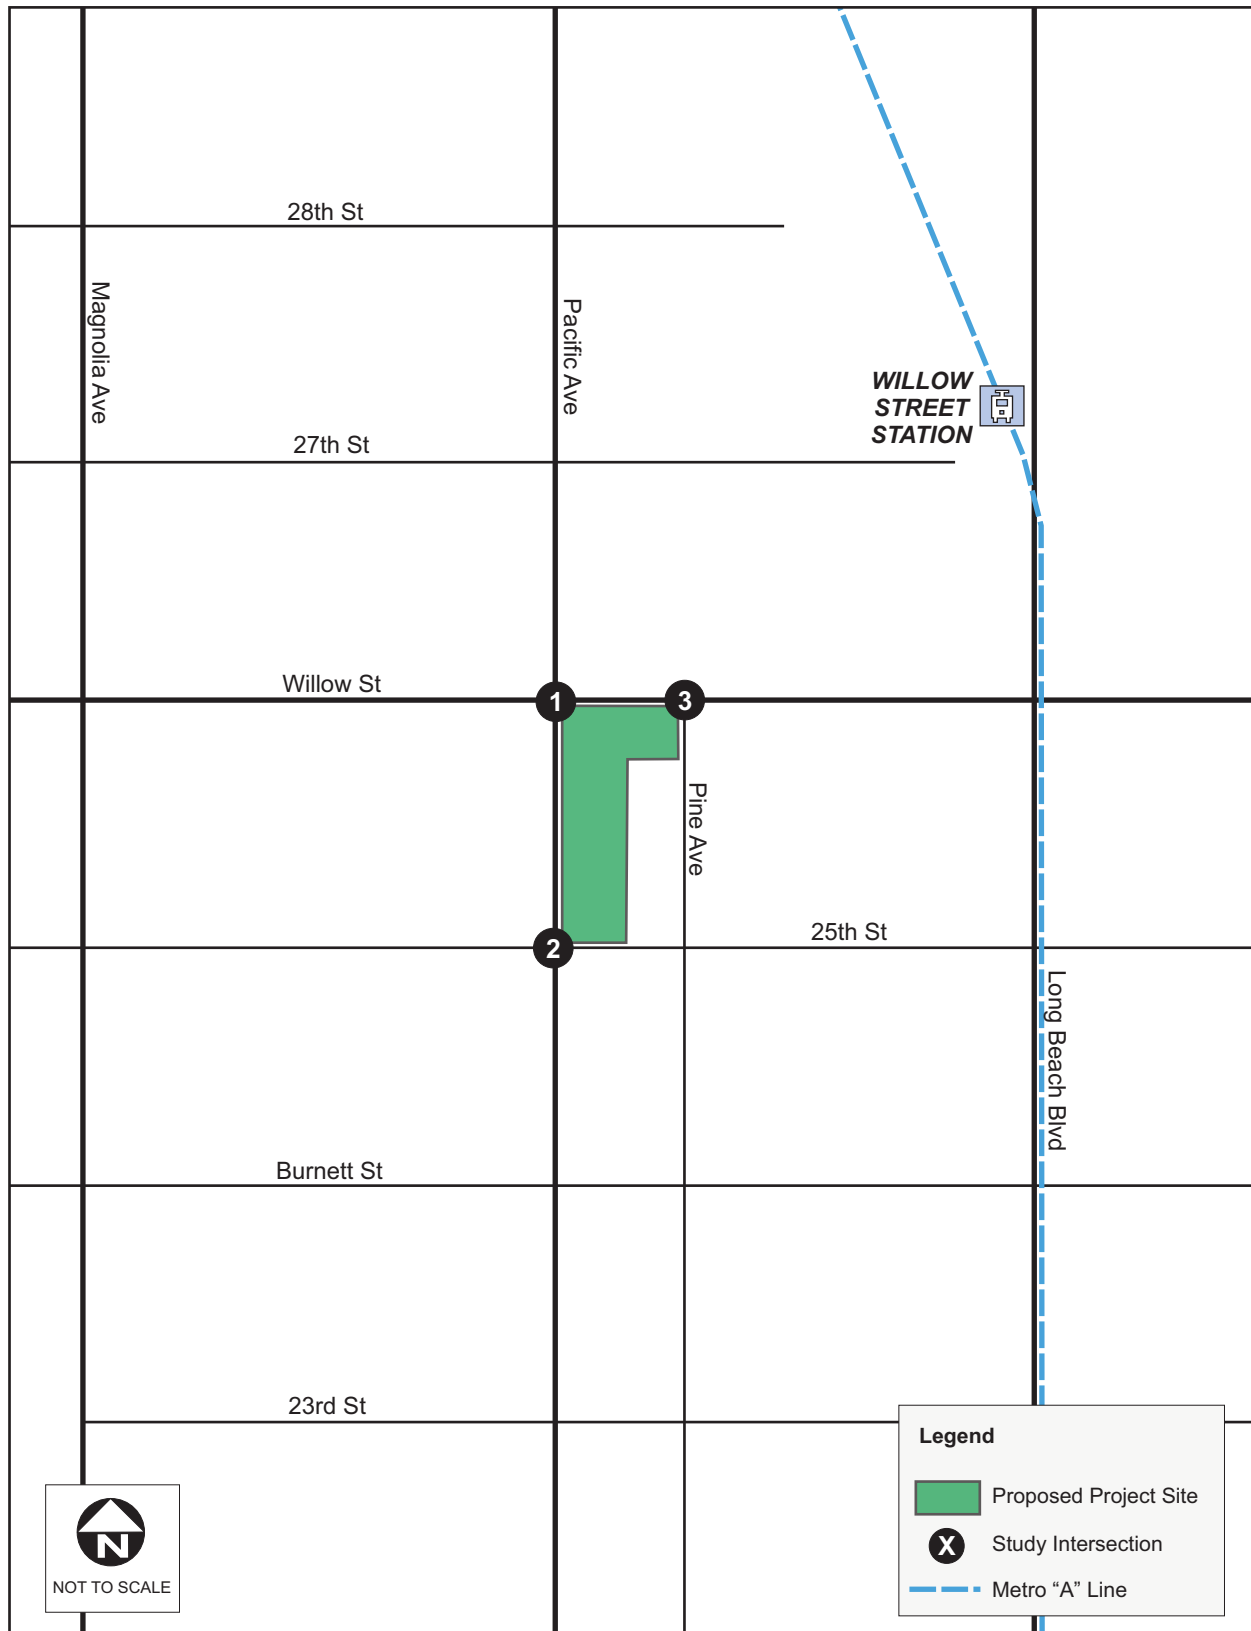 28th St
Magnolia Ave
Pacific Ave
WILLOW
STREET
STATION
27th St
Willow St
1
3
Pine Ave
2
25th St
Long Beach Blvd
Burnett St
23rd St
Legend
Proposed Project Site
X
Study Intersection
Metro “A” Line
N
NOT TO SCALE